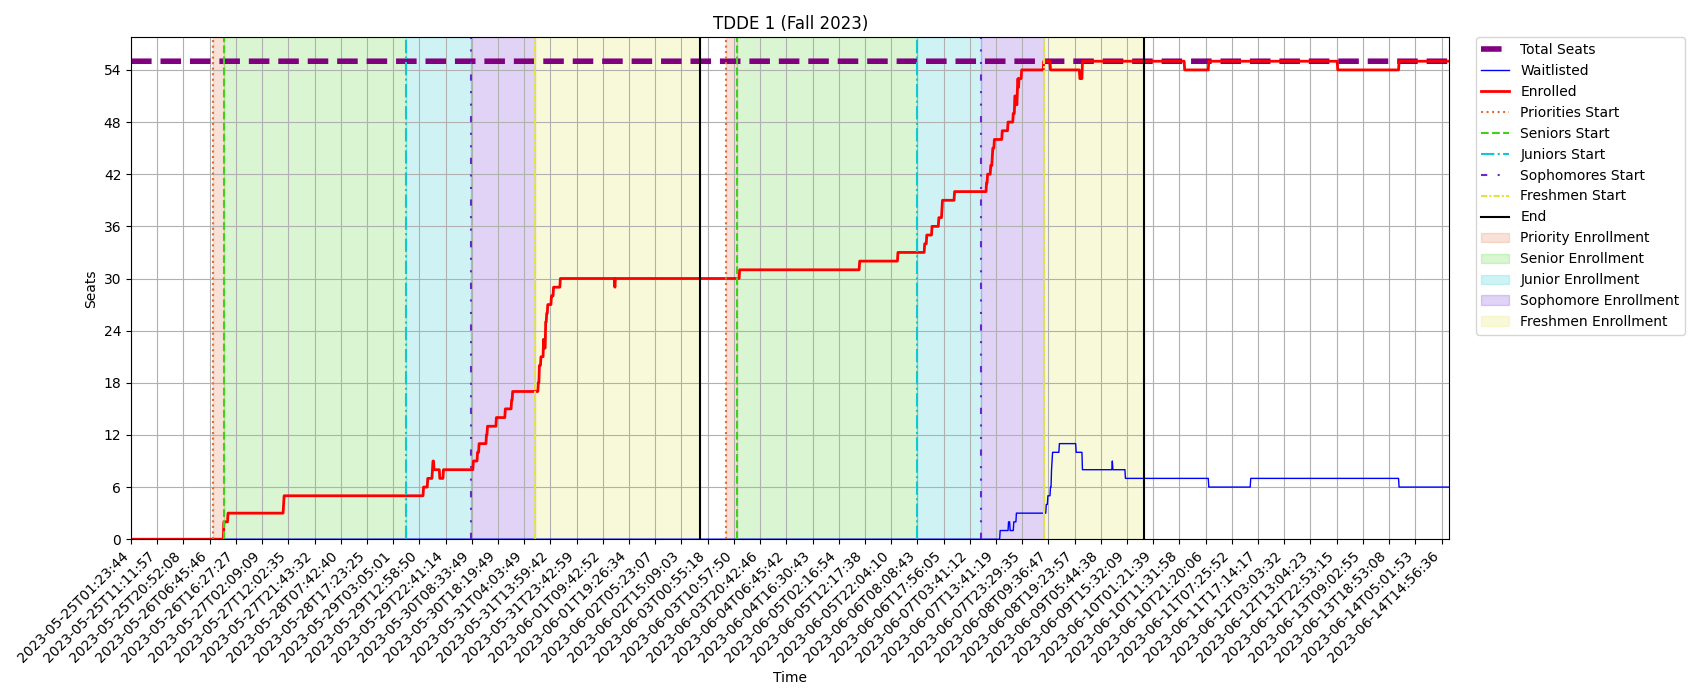 TDDE 1 (Fall 2023)
Seats
54
48
42
36
30
24
18
12
6
0
2023-05-25T01:23:44
2023-05-25T11:11:57
2023-05-25T20:52:08
2023-05-26T06:45:46
2023-05-26T16:27:27
2023-05-27T02:09:09
2023-05-27T12:02:35
2023-05-27T21:43:32
2023-05-28T07:42:40
2023-05-28T17:23:25
2023-05-29T03:05:01
2023-05-29T12:58:50
2023-05-29T22:41:14
2023-05-30T08:33:49
2023-05-30T18:19:49
2023-05-31T04:03:49
2023-05-31T13:59:42
2023-05-31T23:42:59
2023-06-01T09:42:52
2023-06-01T19:26:34
2023-06-02T05:23:07
2023-06-02T15:09:03
2023-06-03T00:55:18
2023-06-03T10:57:50
2023-06-03T20:42:46
2023-06-04T06:45:42
2023-06-04T16:30:43
2023-06-05T02:16:54
2023-06-05T12:17:38
2023-06-05T22:04:10
2023-06-06T08:08:43
2023-06-06T17:56:05
2023-06-07T03:41:12
2023-06-07T13:41:19
2023-06-07T23:29:35
2023-06-08T09:36:47
2023-06-08T19:23:57
2023-06-09T05:44:38
2023-06-09T15:32:09
2023-06-10T01:21:39
2023-06-10T11:31:58
2023-06-10T21:20:06
2023-06-11T07:25:52
2023-06-11T17:14:17
2023-06-12T03:03:32
2023-06-12T13:04:23
2023-06-12T22:53:15
2023-06-13T09:02:55
2023-06-13T18:53:08
2023-06-14T05:01:53
2023-06-14T14:56:36
Time
Total Seats
Waitlisted
Enrolled
Priorities Start
Seniors Start
Juniors Start
Sophomores Start
Freshmen Start
End
Priority Enrollment
Senior Enrollment
Junior Enrollment
Sophomore Enrollment
Freshmen Enrollment